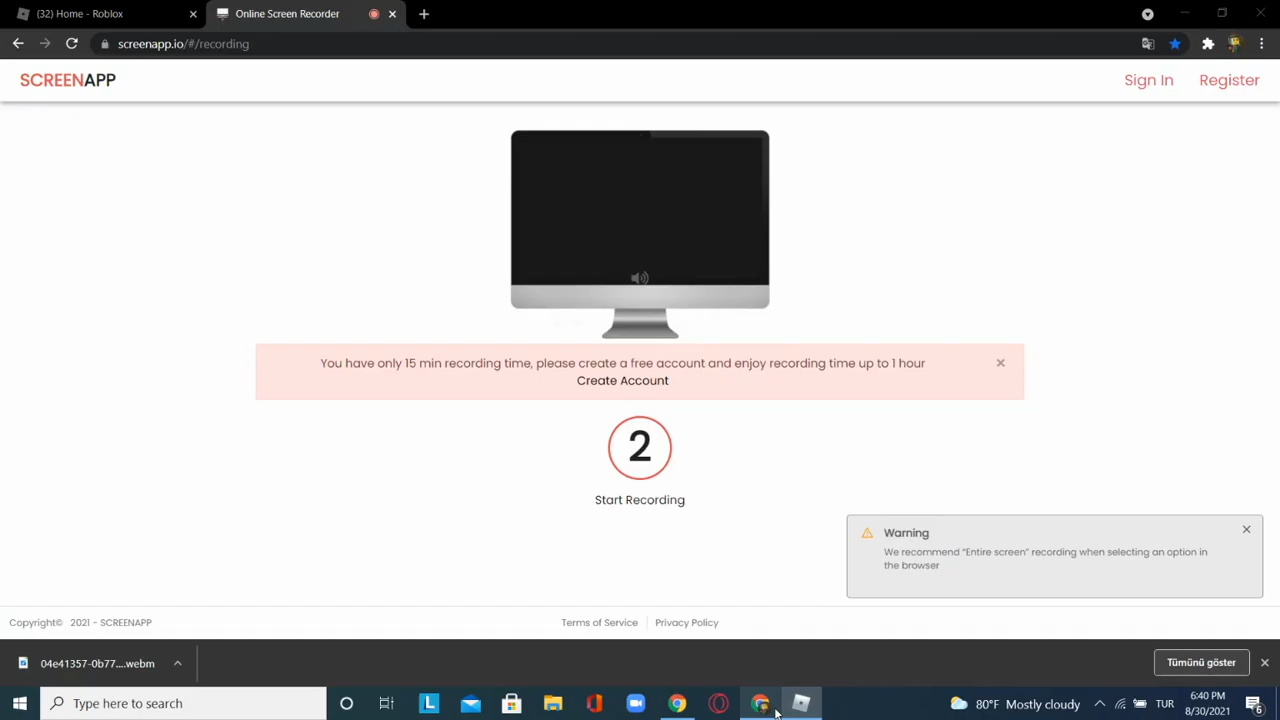 (32) Home - Roblox
Online Screen Recorder
screenapp.io/#/recording
SCREENAPP
Sign In
Register
You have only 15 min recording time, please create a free account and enjoy recording time up to 1 hour
Create Account
2
Start Recording
Warning
We recommend "Entire screen" recording when selecting an option in
the browser
Copyright© 2021 - SCREENAPP
Terms of Service
Privacy Policy
04e41357-0b77....webm
Tümünü göster
Type here to search
L
80°F Mostly cloudy
TUR
6:40 PM
8/30/2021
6